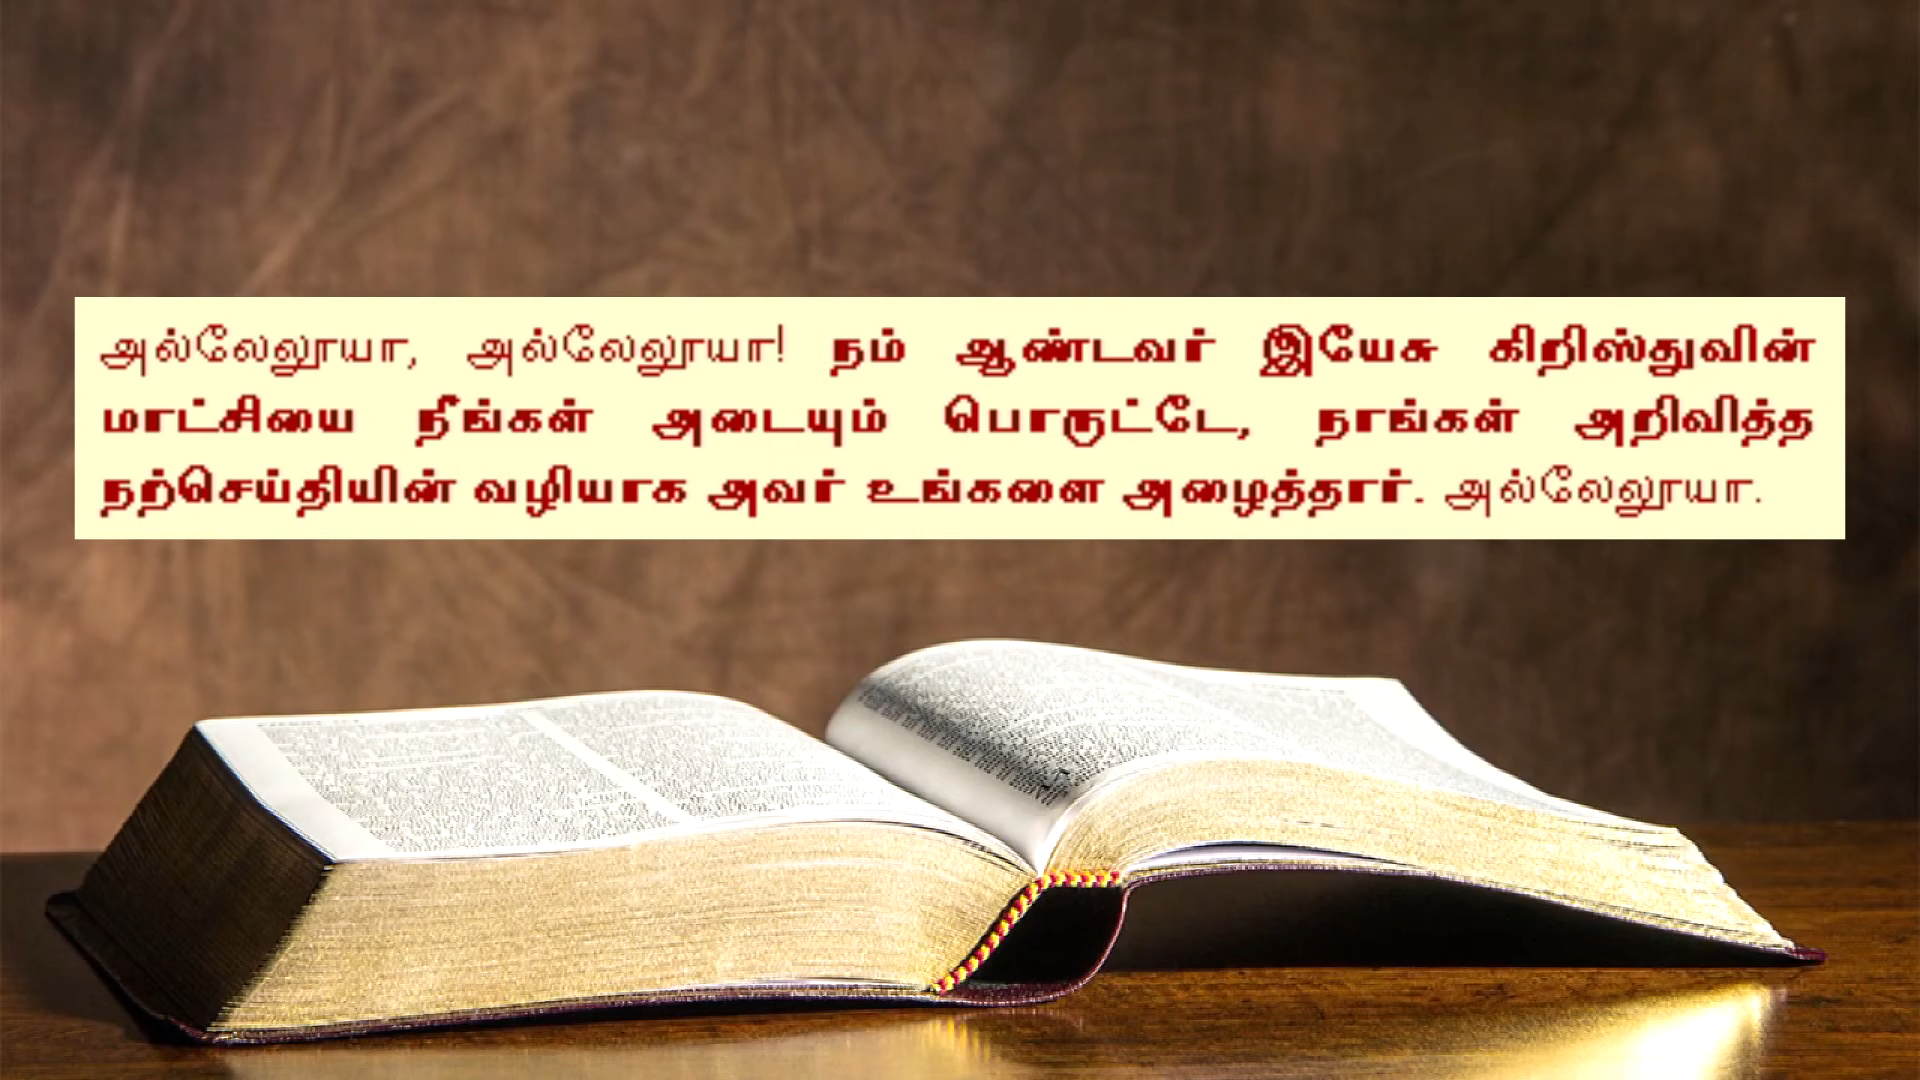 அல்லேலூயா, அல்லேலூயா! நம் ஆண்டவர் இயேசு கிறிஸ்துவின்
மாட்சியை நீங்கள் அடையும் பொருட்டே, நாங்கள் அறிவித்த
நற்செய்தியின் வழியாக அவர் உங்களை அழைத்தார். அல்லேலூயா.